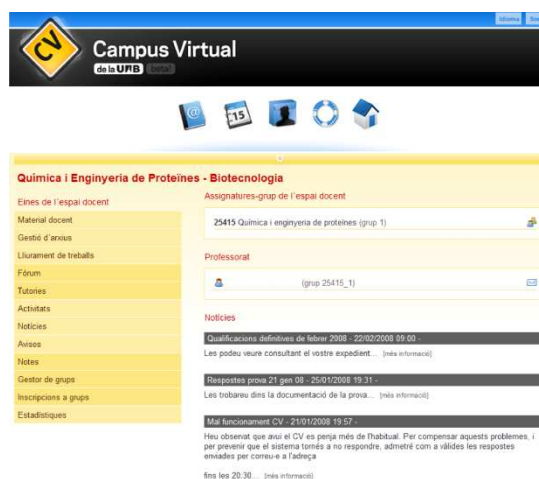 Idioma
CV
Campus Virtual
de la UAB beta!
@
C15
Química i Enginyeria de Proteïnes - Biotecnologia
Eines de l'espai docent
Material docent
Gestió d'arxius
Lliurament de treballs
Fòrum
Tutories
Activitats
Notícies
Avisos
Notes
Gestor de grups
Inscripcions a grups
Estadístiques
Assignatures-grup de l'espai docent
25415 Química i enginyeria de proteïnes (grup 1)
Professorat
(grup 25415_1)
Notícies
Qualificacions definitives de febrer 2008 - 22/02/2008 09:00 -
Les podeu veure consultant el vostre expedient... [més informació]
Respostes prova 21 gen 08 - 25/01/2008 19:31 -
Les trobareu dins la documentació de la prova... [més informació]
Mal funcionament CV - 21/01/2008 19:57 -
Heu observat que avui el CV es penja més de l'habitual. Per compensar aquests problemes, i
per prevenir que el sistema tornés a no respondre, admetré com a vàlides les respostes
enviades per correu-e a l'adreça
fins les 20:30... [més informació]